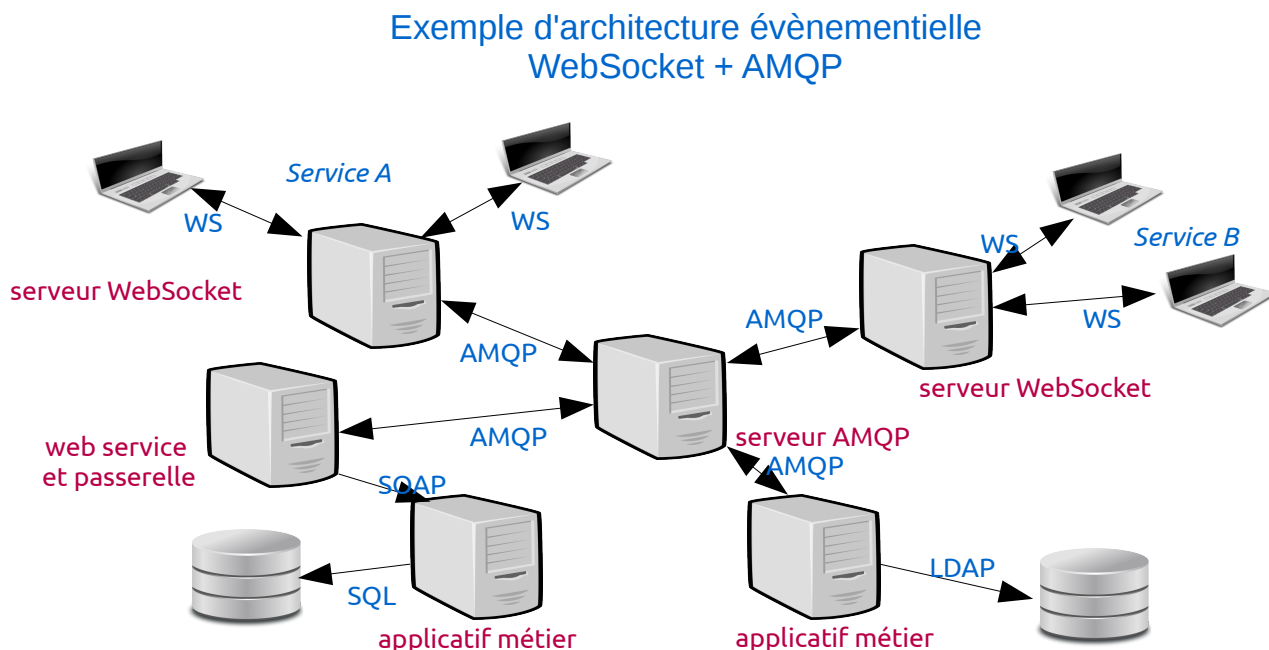 Exemple d'architecture évènementielle
WebSocket + AMQP
Service A
WS
WS
WS
Service B
serveur WebSocket
WS
AMQP
AMQP
serveur WebSocket
AMQP
serveur AMQP
web service
et passerelle
AMQP
SOAP
LDAP
SQL
applicatif métier
applicatif métier